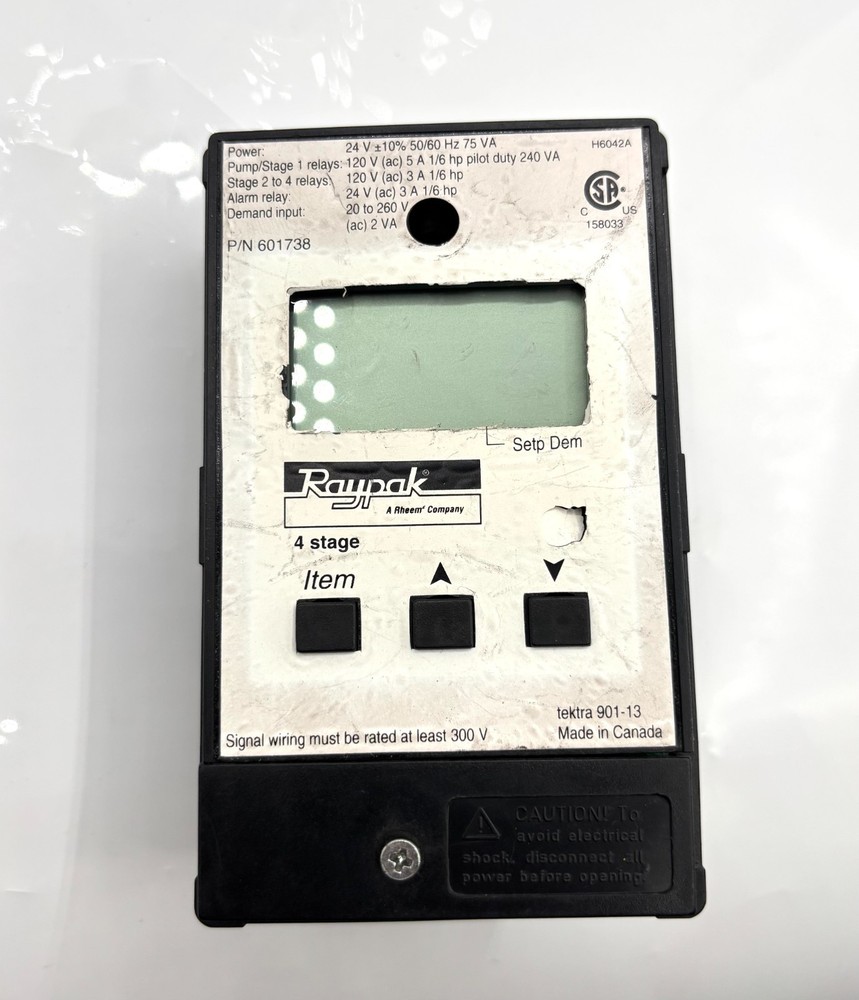 Power: 24 V ±10% 50/60 Hz 75 VA
Pump/Stage 1 relays: 120 V (ac) 5 A 1/6 hp pilot duty 240 VA
Stage 2 to 4 relays: 120 V (ac) 3 A 1/6 hp
Alarm relay: 24 V (ac) 3 A 1/6 hp
Demand input: 20 to 260 V
(ac) 2 VA
P/N 601738
H6042A
SA
C US
158033
Setp Dem
Raypak®
A Rheem® Company
4 stage
Item
tektra 901-13
Signal wiring must be rated at least 300 V
Made in Canada
CAUTION! To
avoid electrical
shock, disconnect all
power before opening